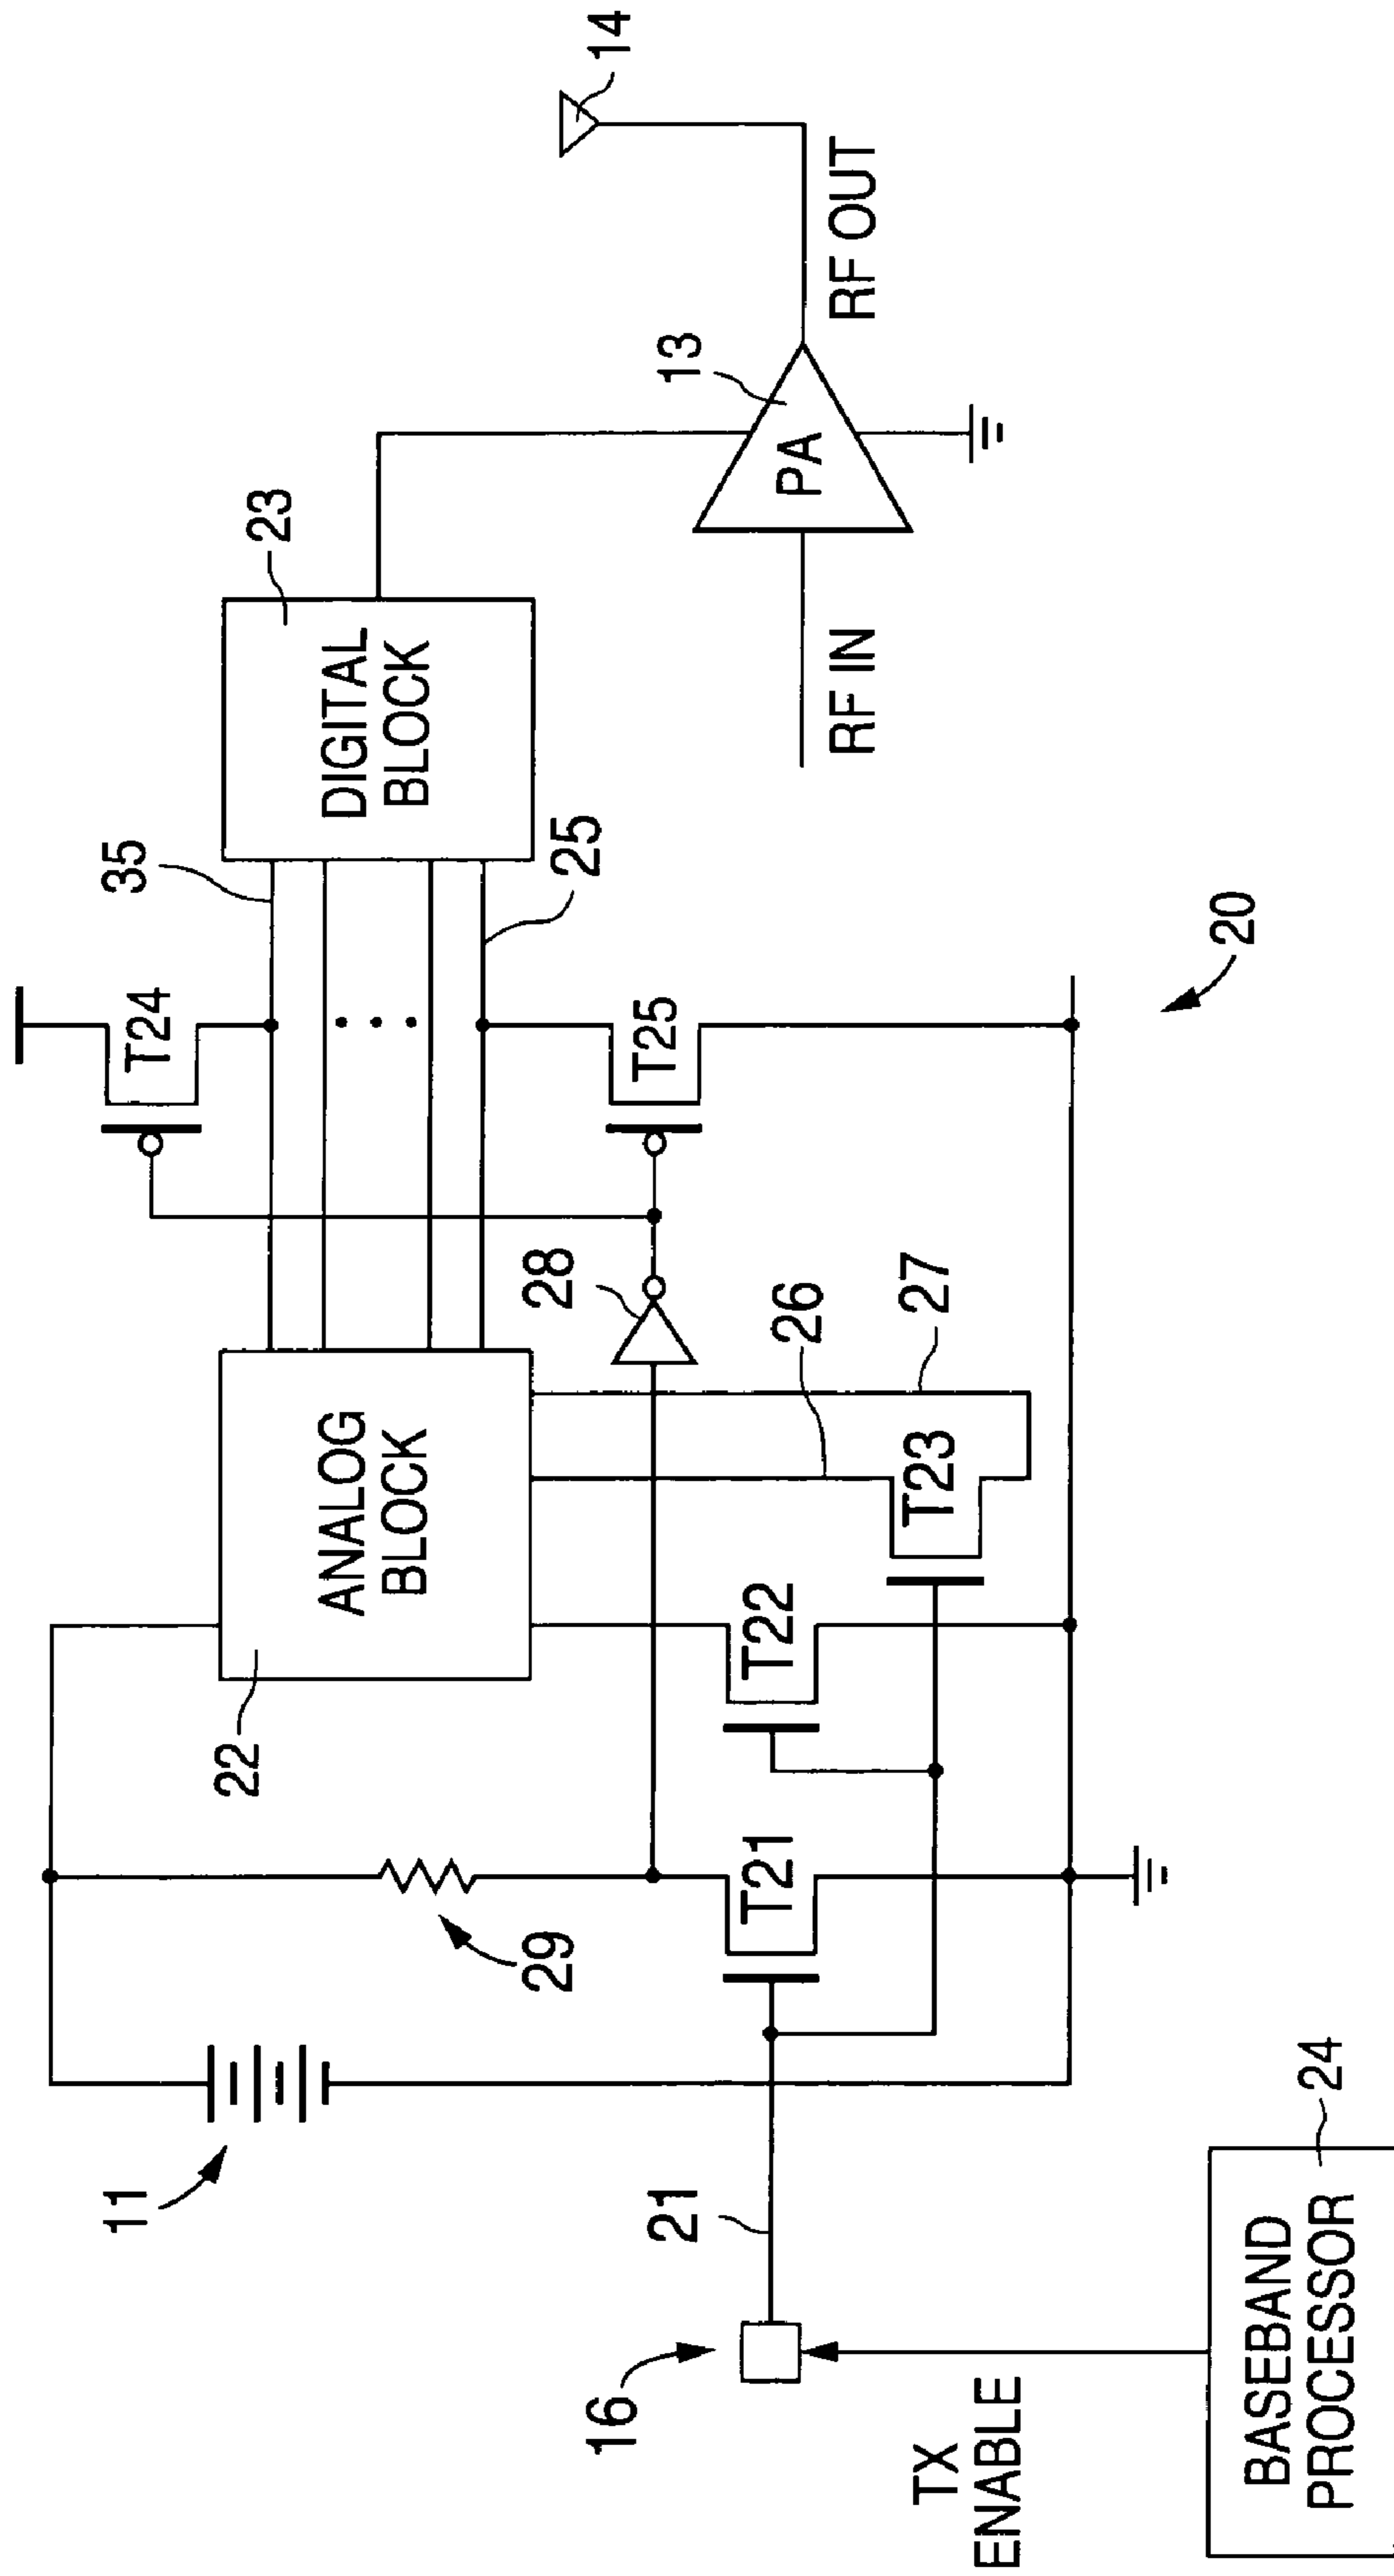 T24
35
23
DIGITAL
BLOCK
14
11
22
ANALOG
BLOCK
29
28
T25
25
13
PA
RF OUT
RF IN
16
21
T21
T22
26
T23
27
TX
ENABLE
20
24
BASEBAND
PROCESSOR